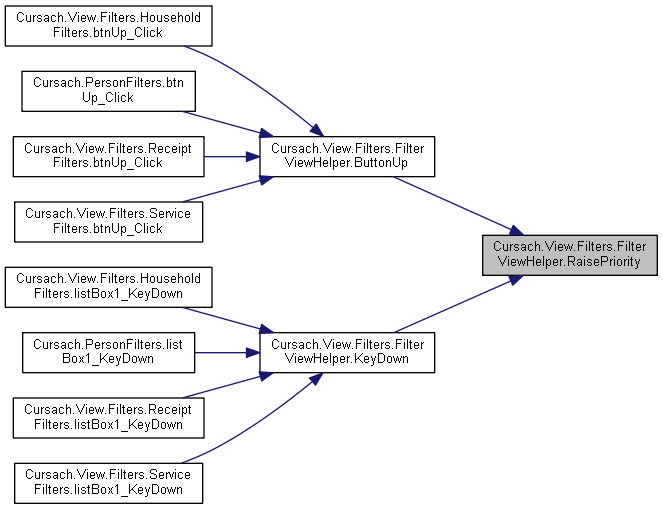 Cursach.View.Filters.Household
Filters.btnUp_Click
Cursach.PersonFilters.btn
Up_Click
Cursach.View.Filters.Receipt
Filters.btnUp_Click
Cursach.View.Filters.Service
Filters.btnUp_Click
Cursach.View.Filters.Filter
ViewHelper.ButtonUp
Cursach.View.Filters.Filter
ViewHelper.RaisePriority
Cursach.View.Filters.Household
Filters.listBox1_KeyDown
Cursach.PersonFilters.list
Box1_KeyDown
Cursach.View.Filters.Receipt
Filters.listBox1_KeyDown
Cursach.View.Filters.Service
Filters.listBox1_KeyDown
Cursach.View.Filters.Filter
ViewHelper.KeyDown